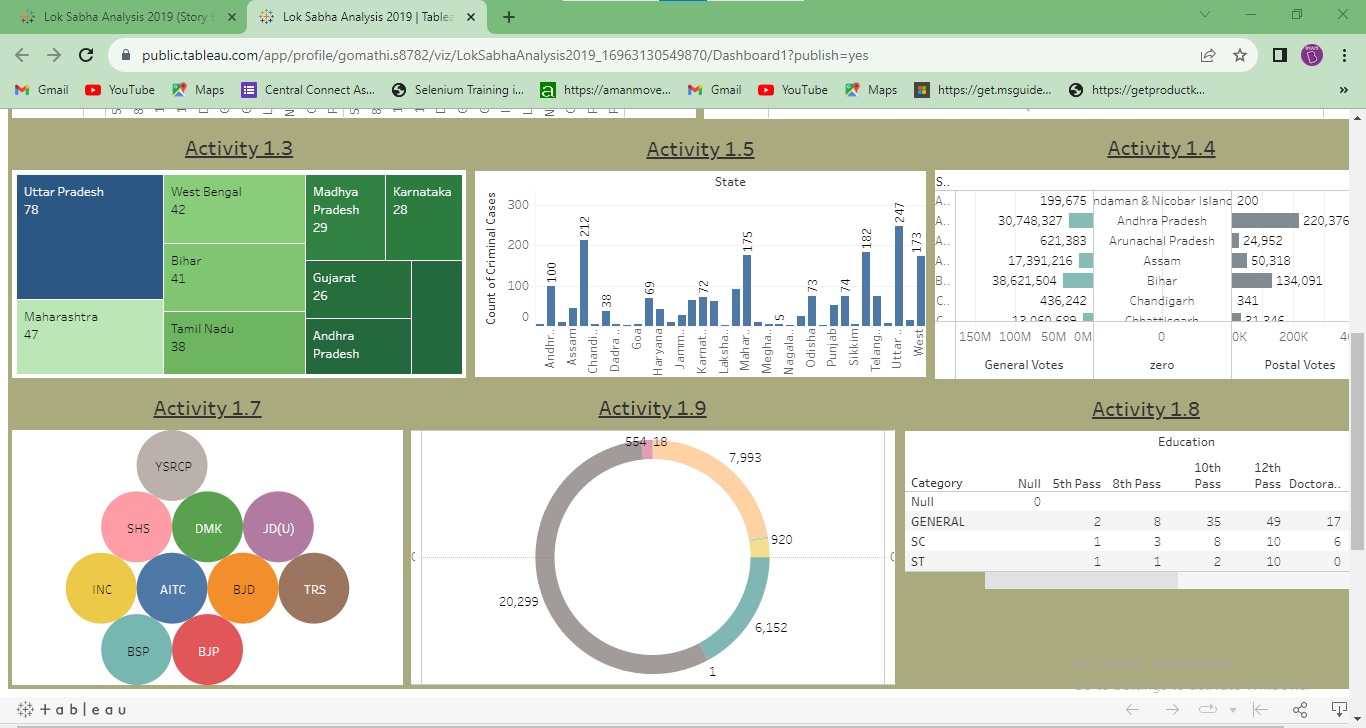 Lok Sabha Analysis 2019 (Story
Lok Sabha Analysis 2019 | Tablea
public.tableau.com/app/profile/gomathi.s8782/viz/LokSabhaAnalysis2019_16963130549870/Dashboard1?publish=yes
Gmail
YouTube
Maps
Central Connect As...
Selenium Training i...
https://amanmove...
Gmail
YouTube
Maps
https://get.msguide...
https://getproductk...
»
Activity 1.3
Uttar Pradesh
78
Maharashtra
47
West Bengal
42
Bihar
41
Tamil Nadu
38
Madhya
Pradesh
29
Karnataka
28
Gujarat
26
Andhra
Pradesh
Activity 1.5
State
Count of Criminal Cases
300
200
100
0
100
212
38
69
72
175
5
73
182
74
247
173
Andhr..
Assam
Chandi..
Dadra ..
Goa
Haryana
Jamm..
Karnat..
Laksha..
Mahar..
Megha..
Nagala..
Odisha
Punjab
Sikkim
Telang..
Uttar ..
West ..
Activity 1.4
S..
A.. 199,675 ndaman & Nicobar Islanc 200
A.. 30,748,327 Andhra Pradesh 220,376
A.. 621,383 Arunachal Pradesh 24,952
A.. 17,391,216 Assam 50,318
B.. 38,621,504 Bihar 134,091
C.. 436,242 Chandigarh 341
C.. 13,060,689 Chhattisgarh 31,346
150M 100M 50M 0M 0 0K 200K
General Votes zero Postal Votes
Activity 1.7
YSRCP
SHS DMK JD(U)
INC AITC BJD TRS
BSP BJP
Activity 1.9
554 18
7,993
920
20,299
6,152
1
Activity 1.8
Education
Category Null 5th Pass 8th Pass 10th Pass 12th Pass Doctora..
Null 0
GENERAL 2 8 35 49 17
SC 1 3 8 10 6
ST 1 1 2 10 0
Activate Windows
Go to Settings to activate Windows.
+ a b l e a u